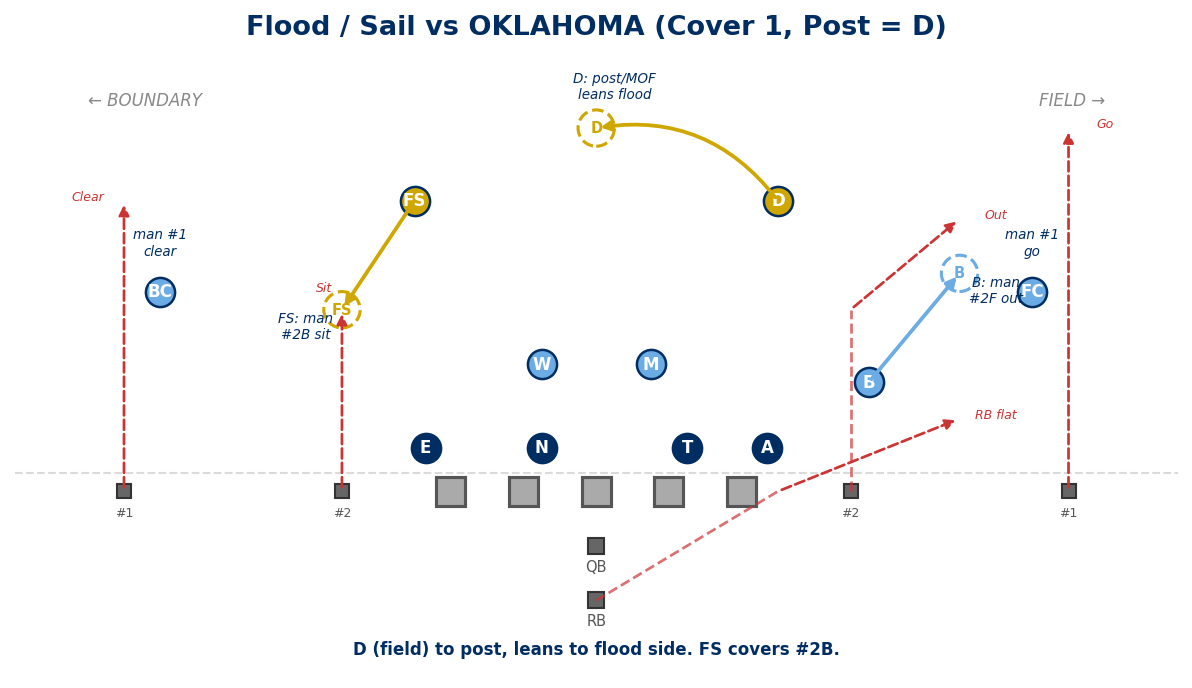 Flood / Sail vs OKLAHOMA (Cover 1, Post = D)
D: post/MOF
leans flood
← BOUNDARY
FIELD →
Go
D
Clear
FS
D
Out
man #1
clear
man #1
go
B
BC
Sit
FS
B: man
#2F out
FC
FS: man
#2B sit
W
M
B
RB flat
E
N
T
A
#1
#2
#2
#1
QB
RB
D (field) to post, leans to flood side. FS covers #2B.